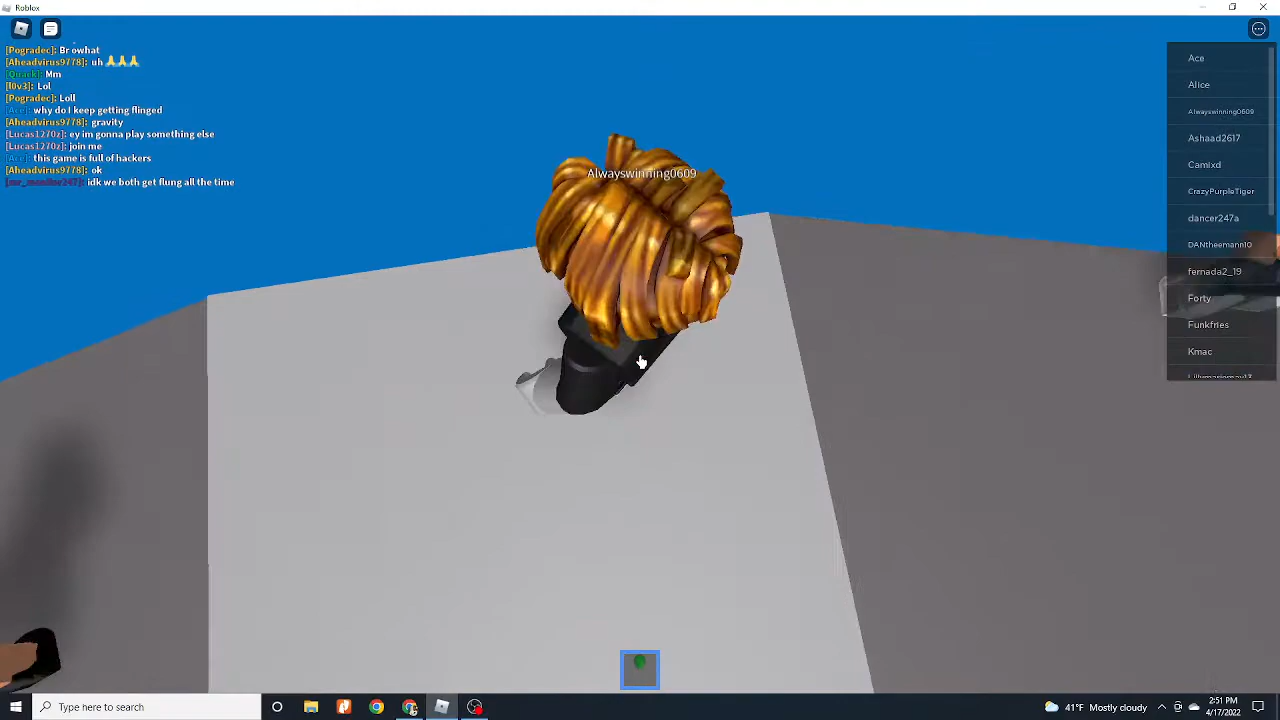 Roblox
[Pogradec]: Br owhat
[Aheadvirus9778]: uh 🙏🙏🙏
[Quack]: Mm
[l0v3]: Lol
[Pogradec]: Loll
[Ace]: why do I keep getting flinged
[Aheadvirus9778]: gravity
[Lucas1270z]: ey im gonna play something else
[Lucas1270z]: join me
[Ace]: this game is full of hackers
[Aheadvirus9778]: ok
idk we both get flung all the time
Alwayswinning0609
Ace
Alice
Alwayswinning0609
Ashaad2617
Camixd
CrazyPurpleTiger
dancer247a
DANtheemann10
fernada2_19
Forty
Funkfries
Kmac
Type here to search
41°F Mostly cloudy
2:51 PM
4/17/2022